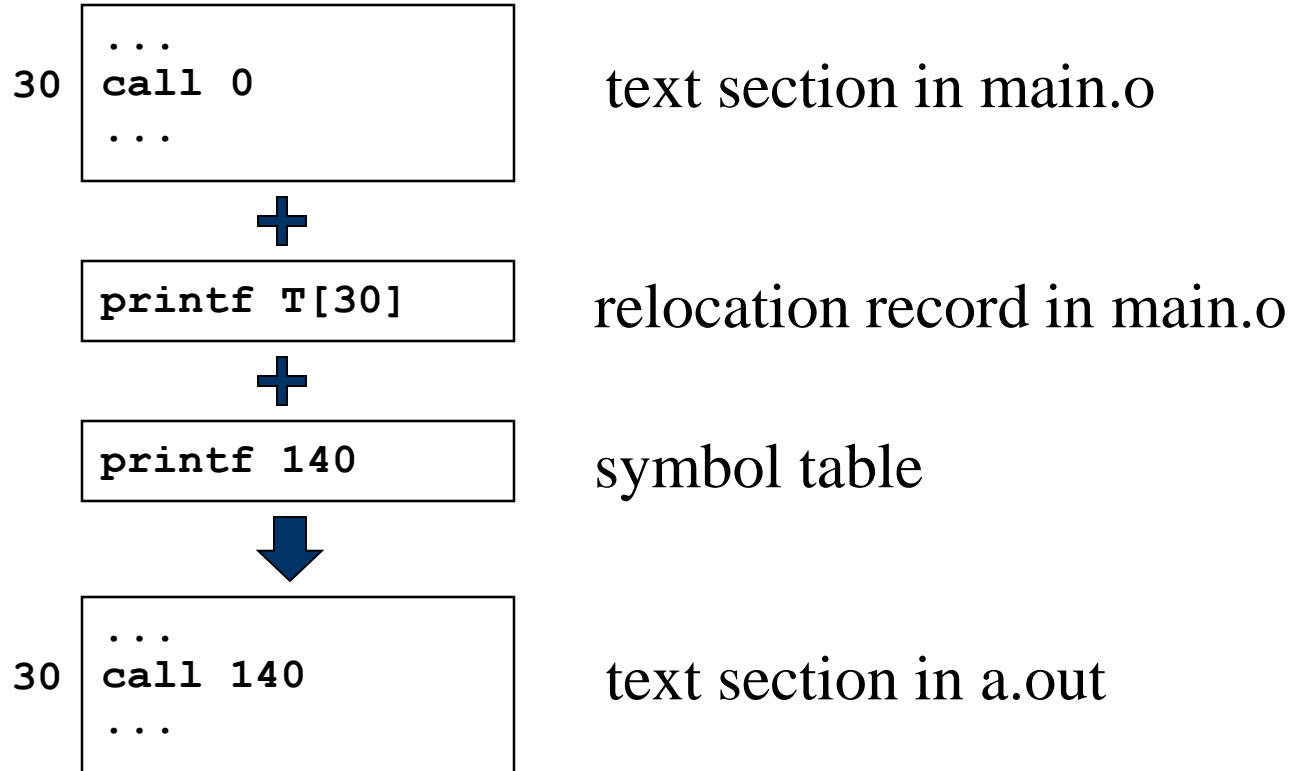 ...
30 call 0 text section in main.o
...
printf T[30] relocation record in main.o
printf 140 symbol table
...
30 call 140 text section in a.out
...